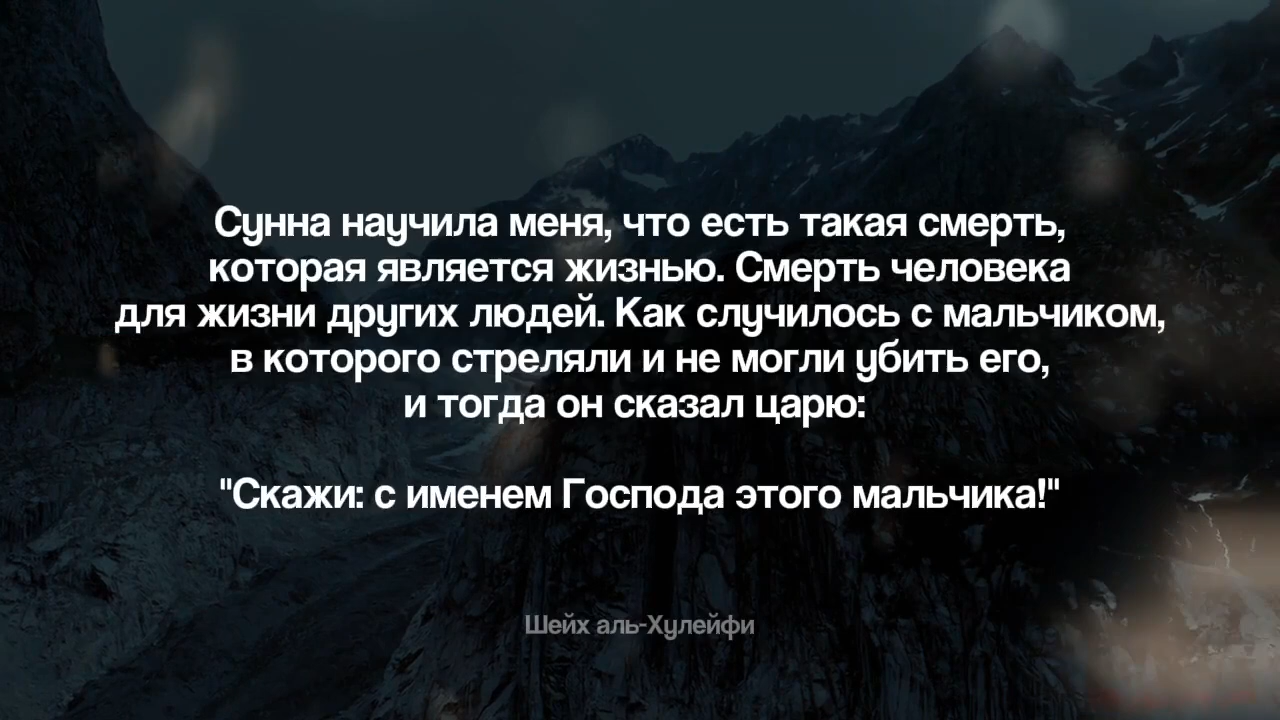 Сунна научила меня, что есть такая смерть,
которая является жизнью. Смерть человека
для жизни других людей. Как случилось с мальчиком,
в которого стреляли и не могли убить его,
и тогда он сказал царю:
"Скажи: с именем Господа этого мальчика!"
Шейх аль-Хулейфи